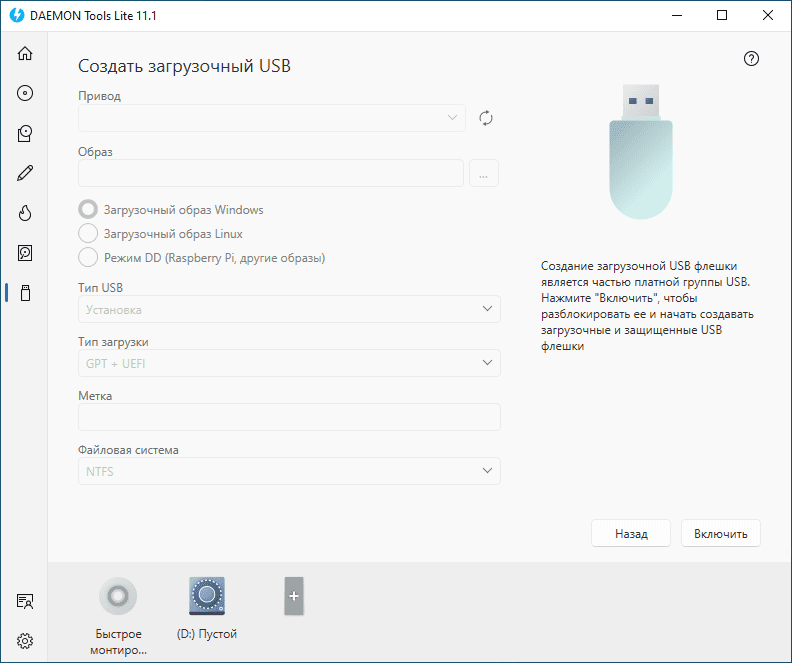 DAEMON Tools Lite 11.1
Создать загрузочный USB
Привод
Образ
...
Загрузочный образ Windows
Загрузочный образ Linux
Режим DD (Raspberry Pi, другие образы)
Тип USB
Установка
Тип загрузки
GPT + UEFI
Метка
Файловая система
NTFS
Создание загрузочной USB флешки
является частью платной группы USB.
Нажмите "Включить", чтобы
разблокировать ее и начать создавать
загрузочные и защищенные USB
флешки
Назад
Включить
Быстрое
монтиро...
(D:) Пустой